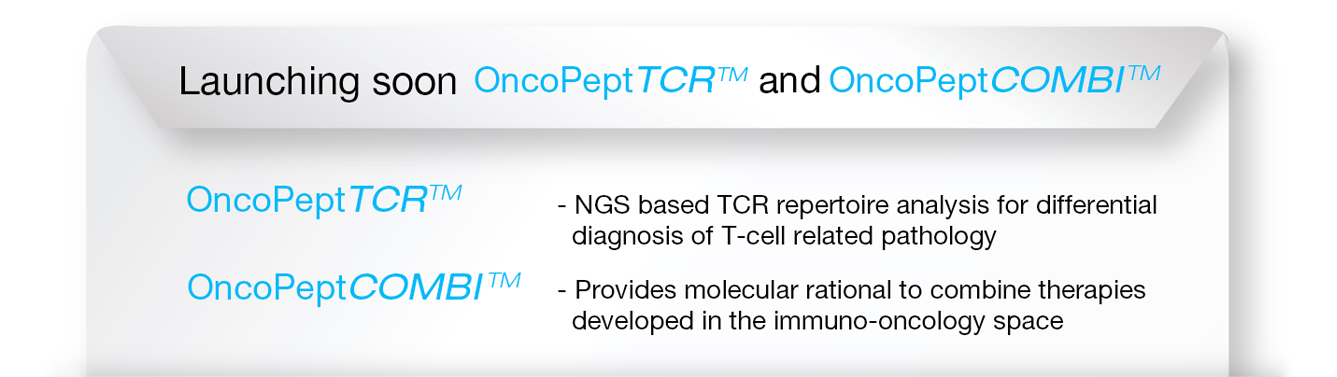 Launching soon OncoPeptTCR™ and OncoPeptCOMBI™
OncoPeptTCR™
- NGS based TCR repertoire analysis for differential
diagnosis of T-cell related pathology
OncoPeptCOMBI™
- Provides molecular rational to combine therapies
developed in the immuno-oncology space